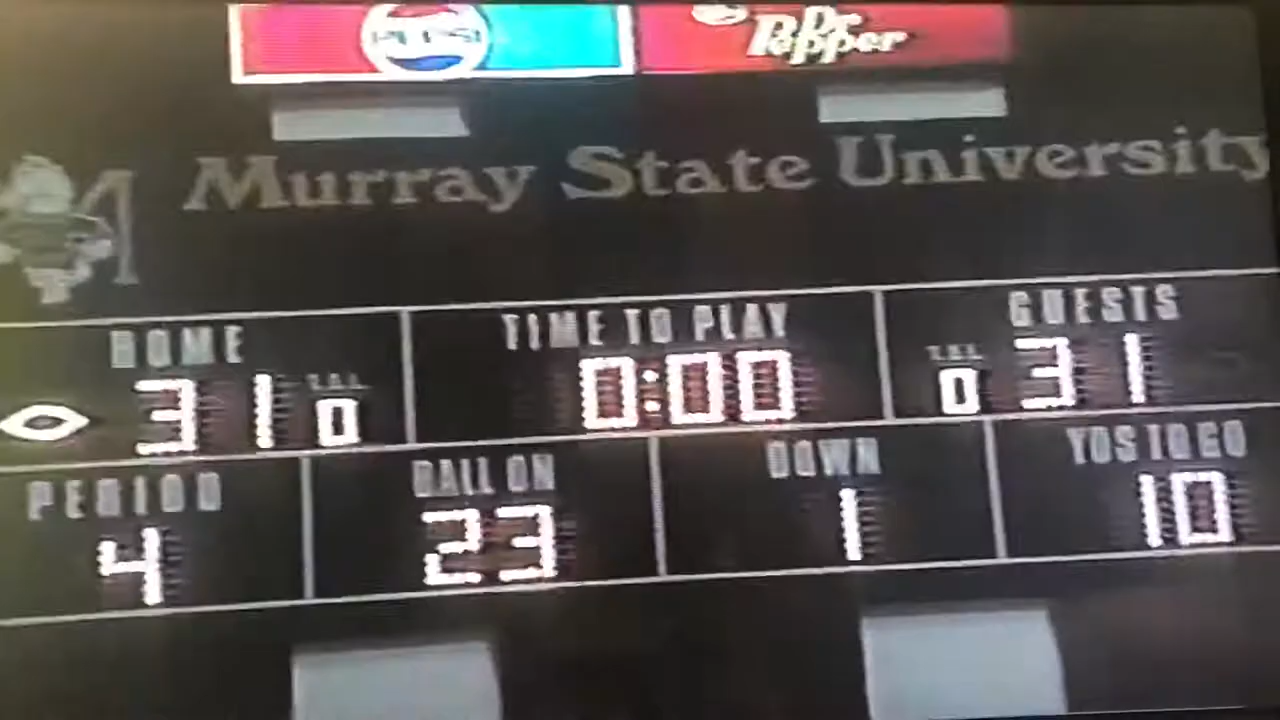 PEPSI
Dr Pepper
Murray State University
HOME
TIME TO PLAY
GUESTS
31
T.O.L.
0
0:00
T.O.L.
0
31
PERIOD
BALL ON
DOWN
YDS TO GO
4
23
1
10